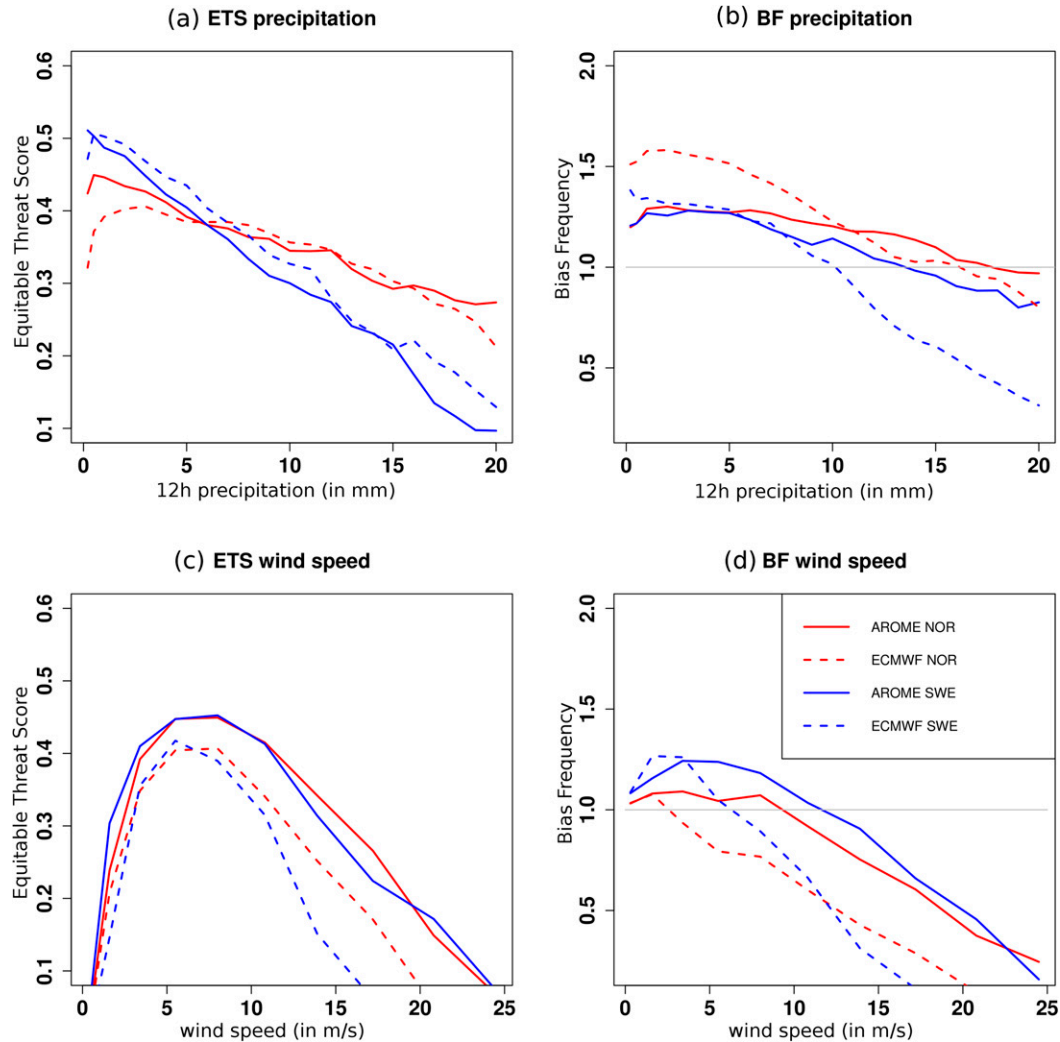 (a) ETS precipitation
Equitable Threat Score
0.1 0.2 0.3 0.4 0.5 0.6
0 5 10 15 20
12h precipitation (in mm)
(b) BF precipitation
Bias Frequency
0.5 1.0 1.5 2.0
0 5 10 15 20
12h precipitation (in mm)
(c) ETS wind speed
Equitable Threat Score
0.1 0.2 0.3 0.4 0.5 0.6
0 5 10 15 20 25
wind speed (in m/s)
(d) BF wind speed
Bias Frequency
0.5 1.0 1.5 2.0
AROME NOR
ECMWF NOR
AROME SWE
ECMWF SWE
0 5 10 15 20 25
wind speed (in m/s)